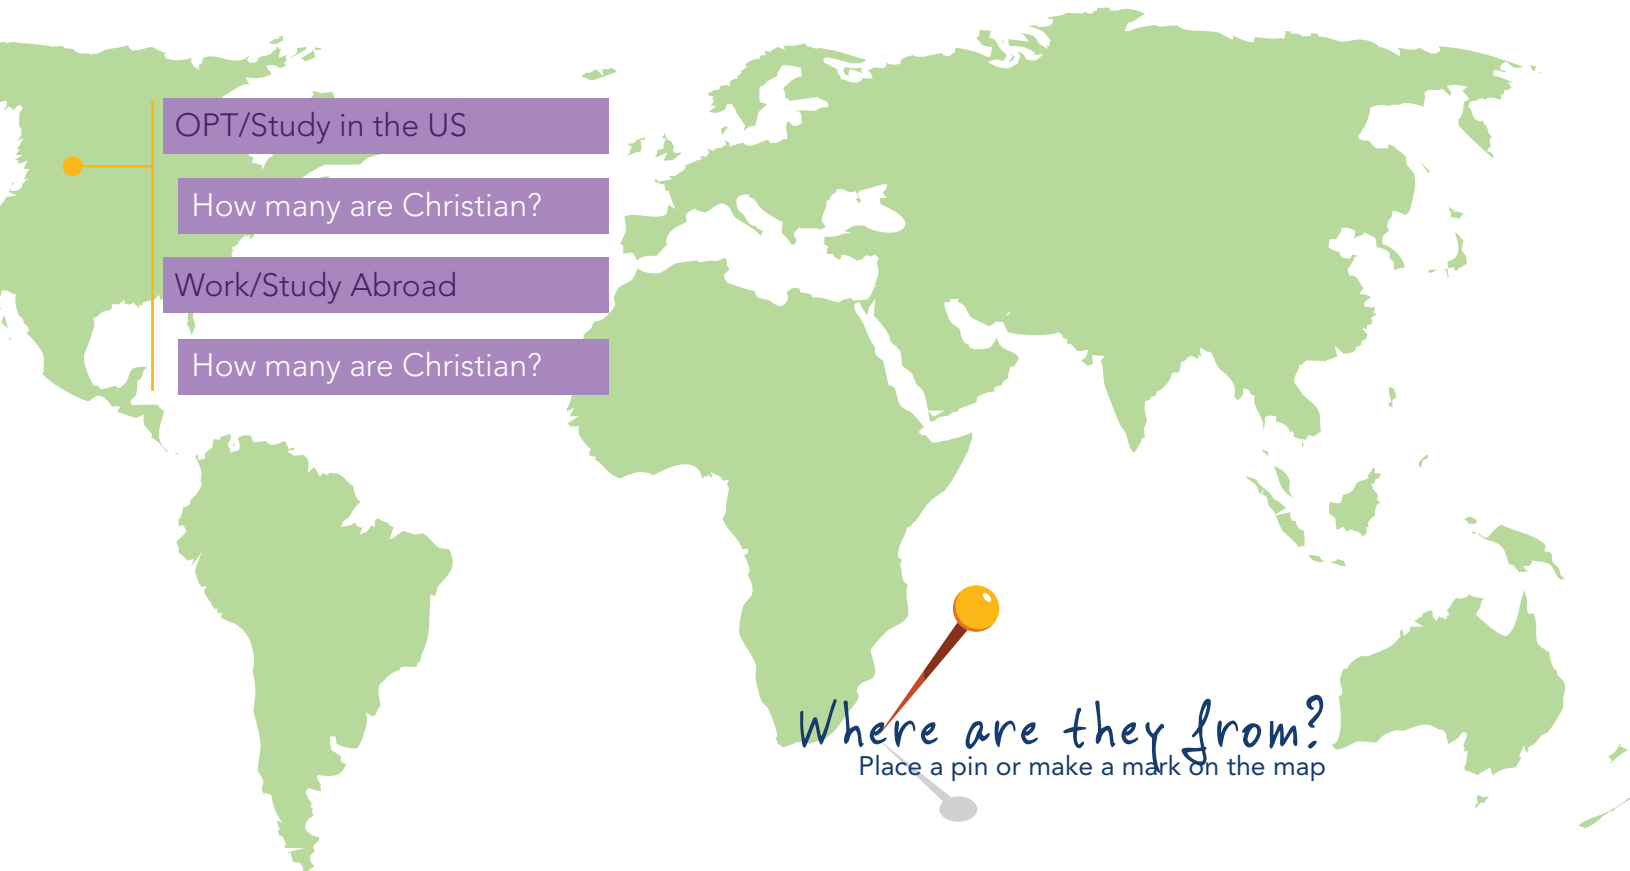 OPT/Study in the US
How many are Christian?
Work/Study Abroad
How many are Christian?
Where are they from?
Place a pin or make a mark on the map